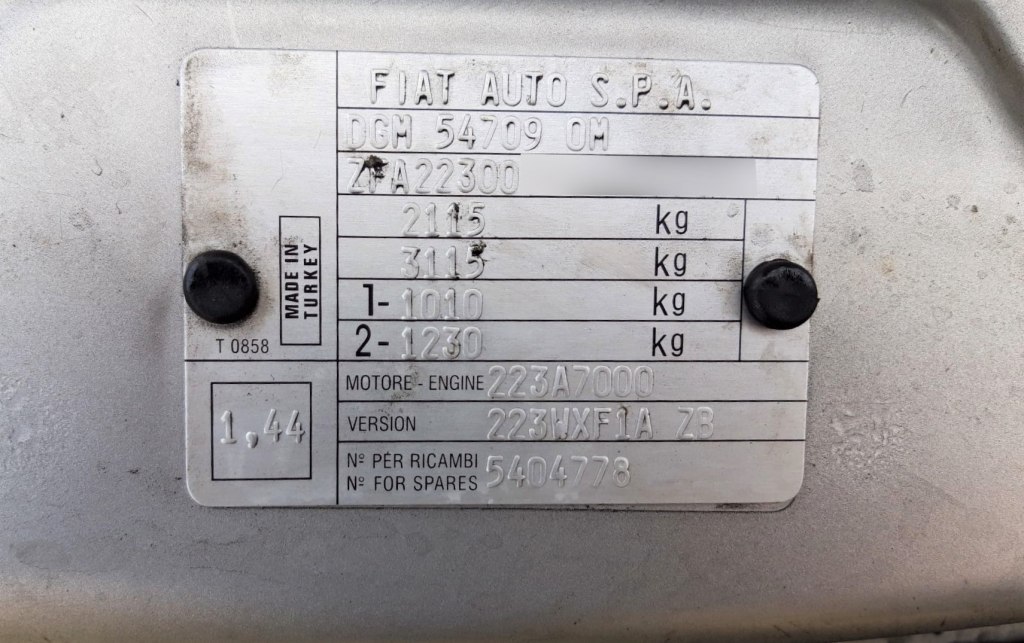 FIAT AUTO S.P.A.
DGM 54709 OM
ZFA22300
2115 kg
3115 kg
1- 1010 kg
2- 1230 kg
MADE IN
TURKEY
T 0858
MOTORE - ENGINE 223A7000
1,44
VERSION 223WXF1A ZB
Nº PER RICAMBI
Nº FOR SPARES 5404778